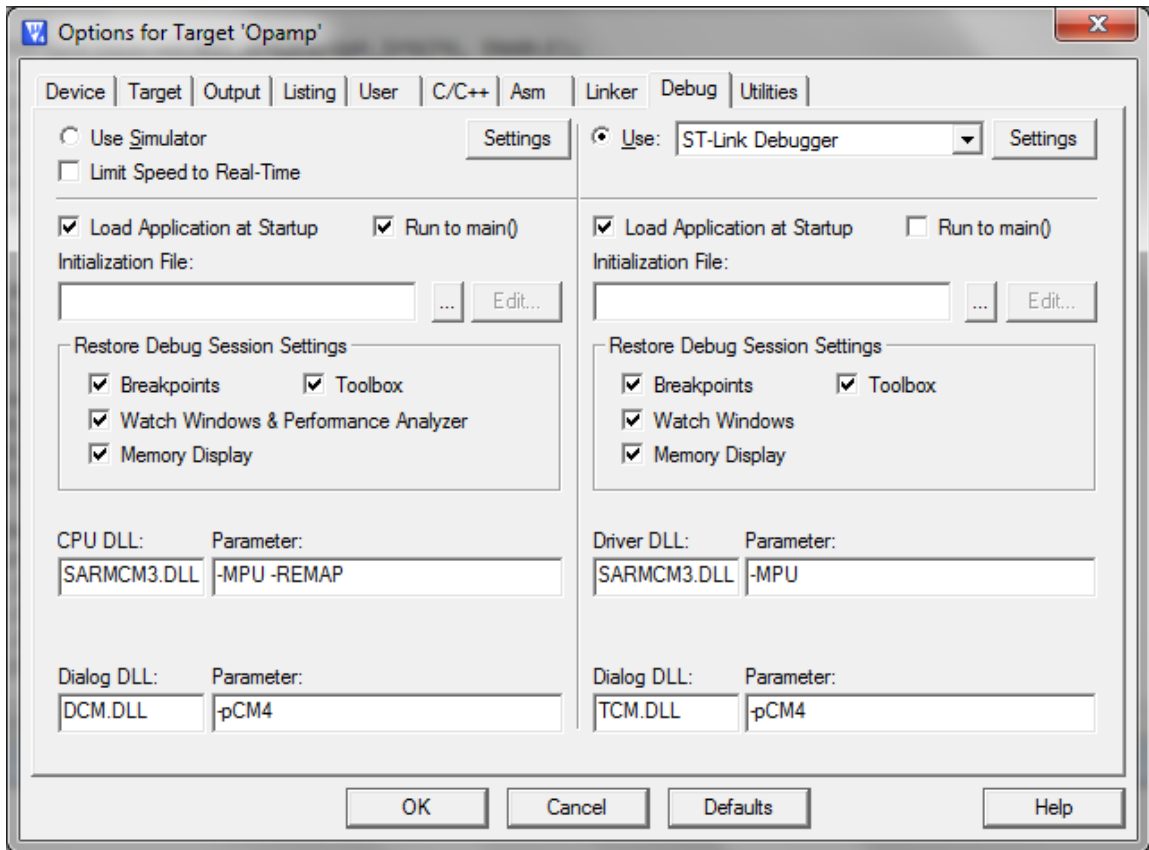 Options for Target 'Opamp'
Device Target Output Listing User C/C++ Asm Linker Debug Utilities
Use Simulator Settings
Limit Speed to Real-Time
Use: ST-Link Debugger Settings
Load Application at Startup Run to main()
Initialization File:
... Edit...
Restore Debug Session Settings
Breakpoints Toolbox
Watch Windows & Performance Analyzer
Memory Display
CPU DLL: Parameter:
SARMCM3.DLL -MPU -REMAP
Dialog DLL: Parameter:
DCM.DLL -pCM4
Load Application at Startup Run to main()
Initialization File:
... Edit...
Restore Debug Session Settings
Breakpoints Toolbox
Watch Windows
Memory Display
Driver DLL: Parameter:
SARMCM3.DLL -MPU
Dialog DLL: Parameter:
TCM.DLL -pCM4
OK Cancel Defaults Help